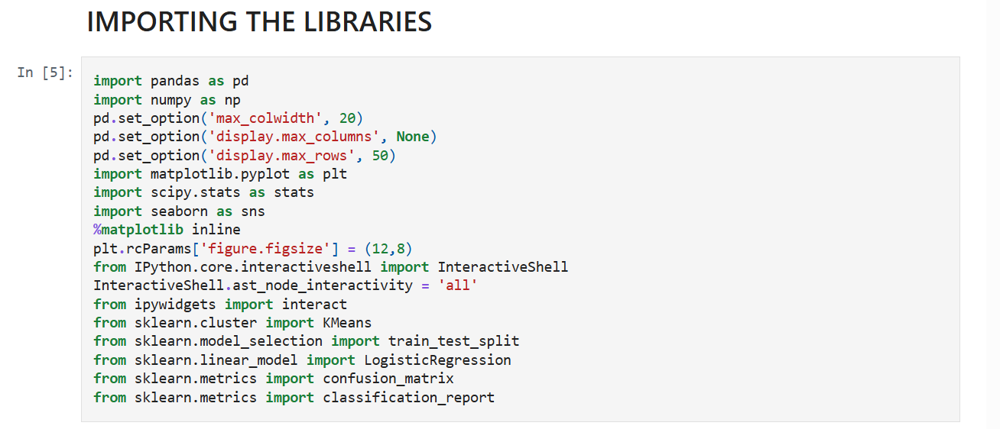 IMPORTING THE LIBRARIES
In [5]:
import pandas as pd
import numpy as np
pd.set_option('max_colwidth', 20)
pd.set_option('display.max_columns', None)
pd.set_option('display.max_rows', 50)
import matplotlib.pyplot as plt
import scipy.stats as stats
import seaborn as sns
%matplotlib inline
plt.rcParams['figure.figsize'] = (12,8)
from IPython.core.interactiveshell import InteractiveShell
InteractiveShell.ast_node_interactivity = 'all'
from ipywidgets import interact
from sklearn.cluster import KMeans
from sklearn.model_selection import train_test_split
from sklearn.linear_model import LogisticRegression
from sklearn.metrics import confusion_matrix
from sklearn.metrics import classification_report